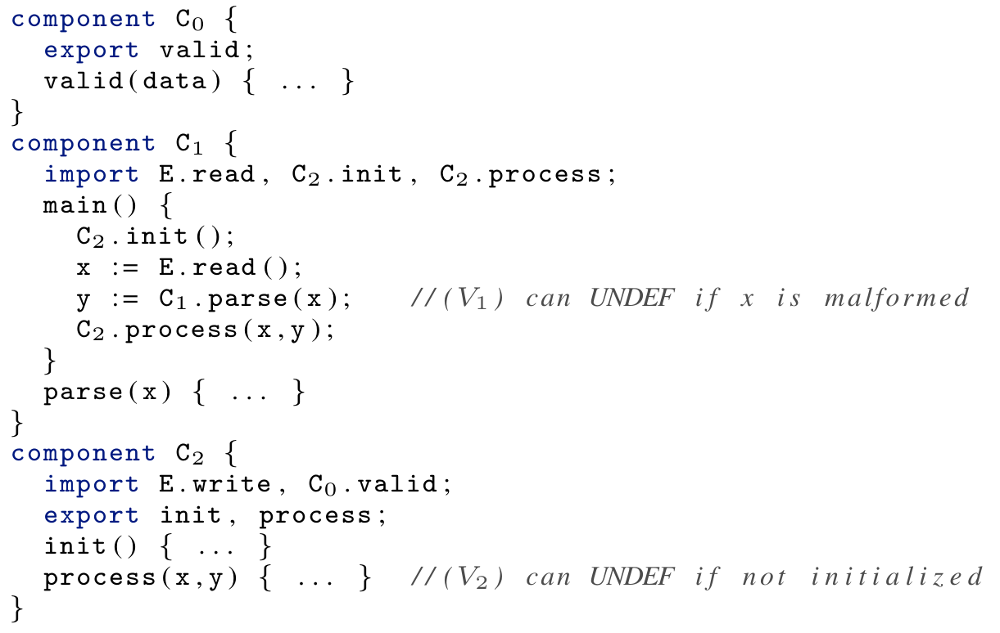 component C₀ {
  export valid;
  valid(data) { ... }
}
component C₁ {
  import E.read, C₂.init, C₂.process;
  main() {
    C₂.init();
    x := E.read();
    y := C₁.parse(x);   //(V₁) can UNDEF if x is malformed
    C₂.process(x,y);
  }
  parse(x) { ... }
}
component C₂ {
  import E.write, C₀.valid;
  export init, process;
  init() { ... }
  process(x,y) { ... }  //(V₂) can UNDEF if not initialized
}